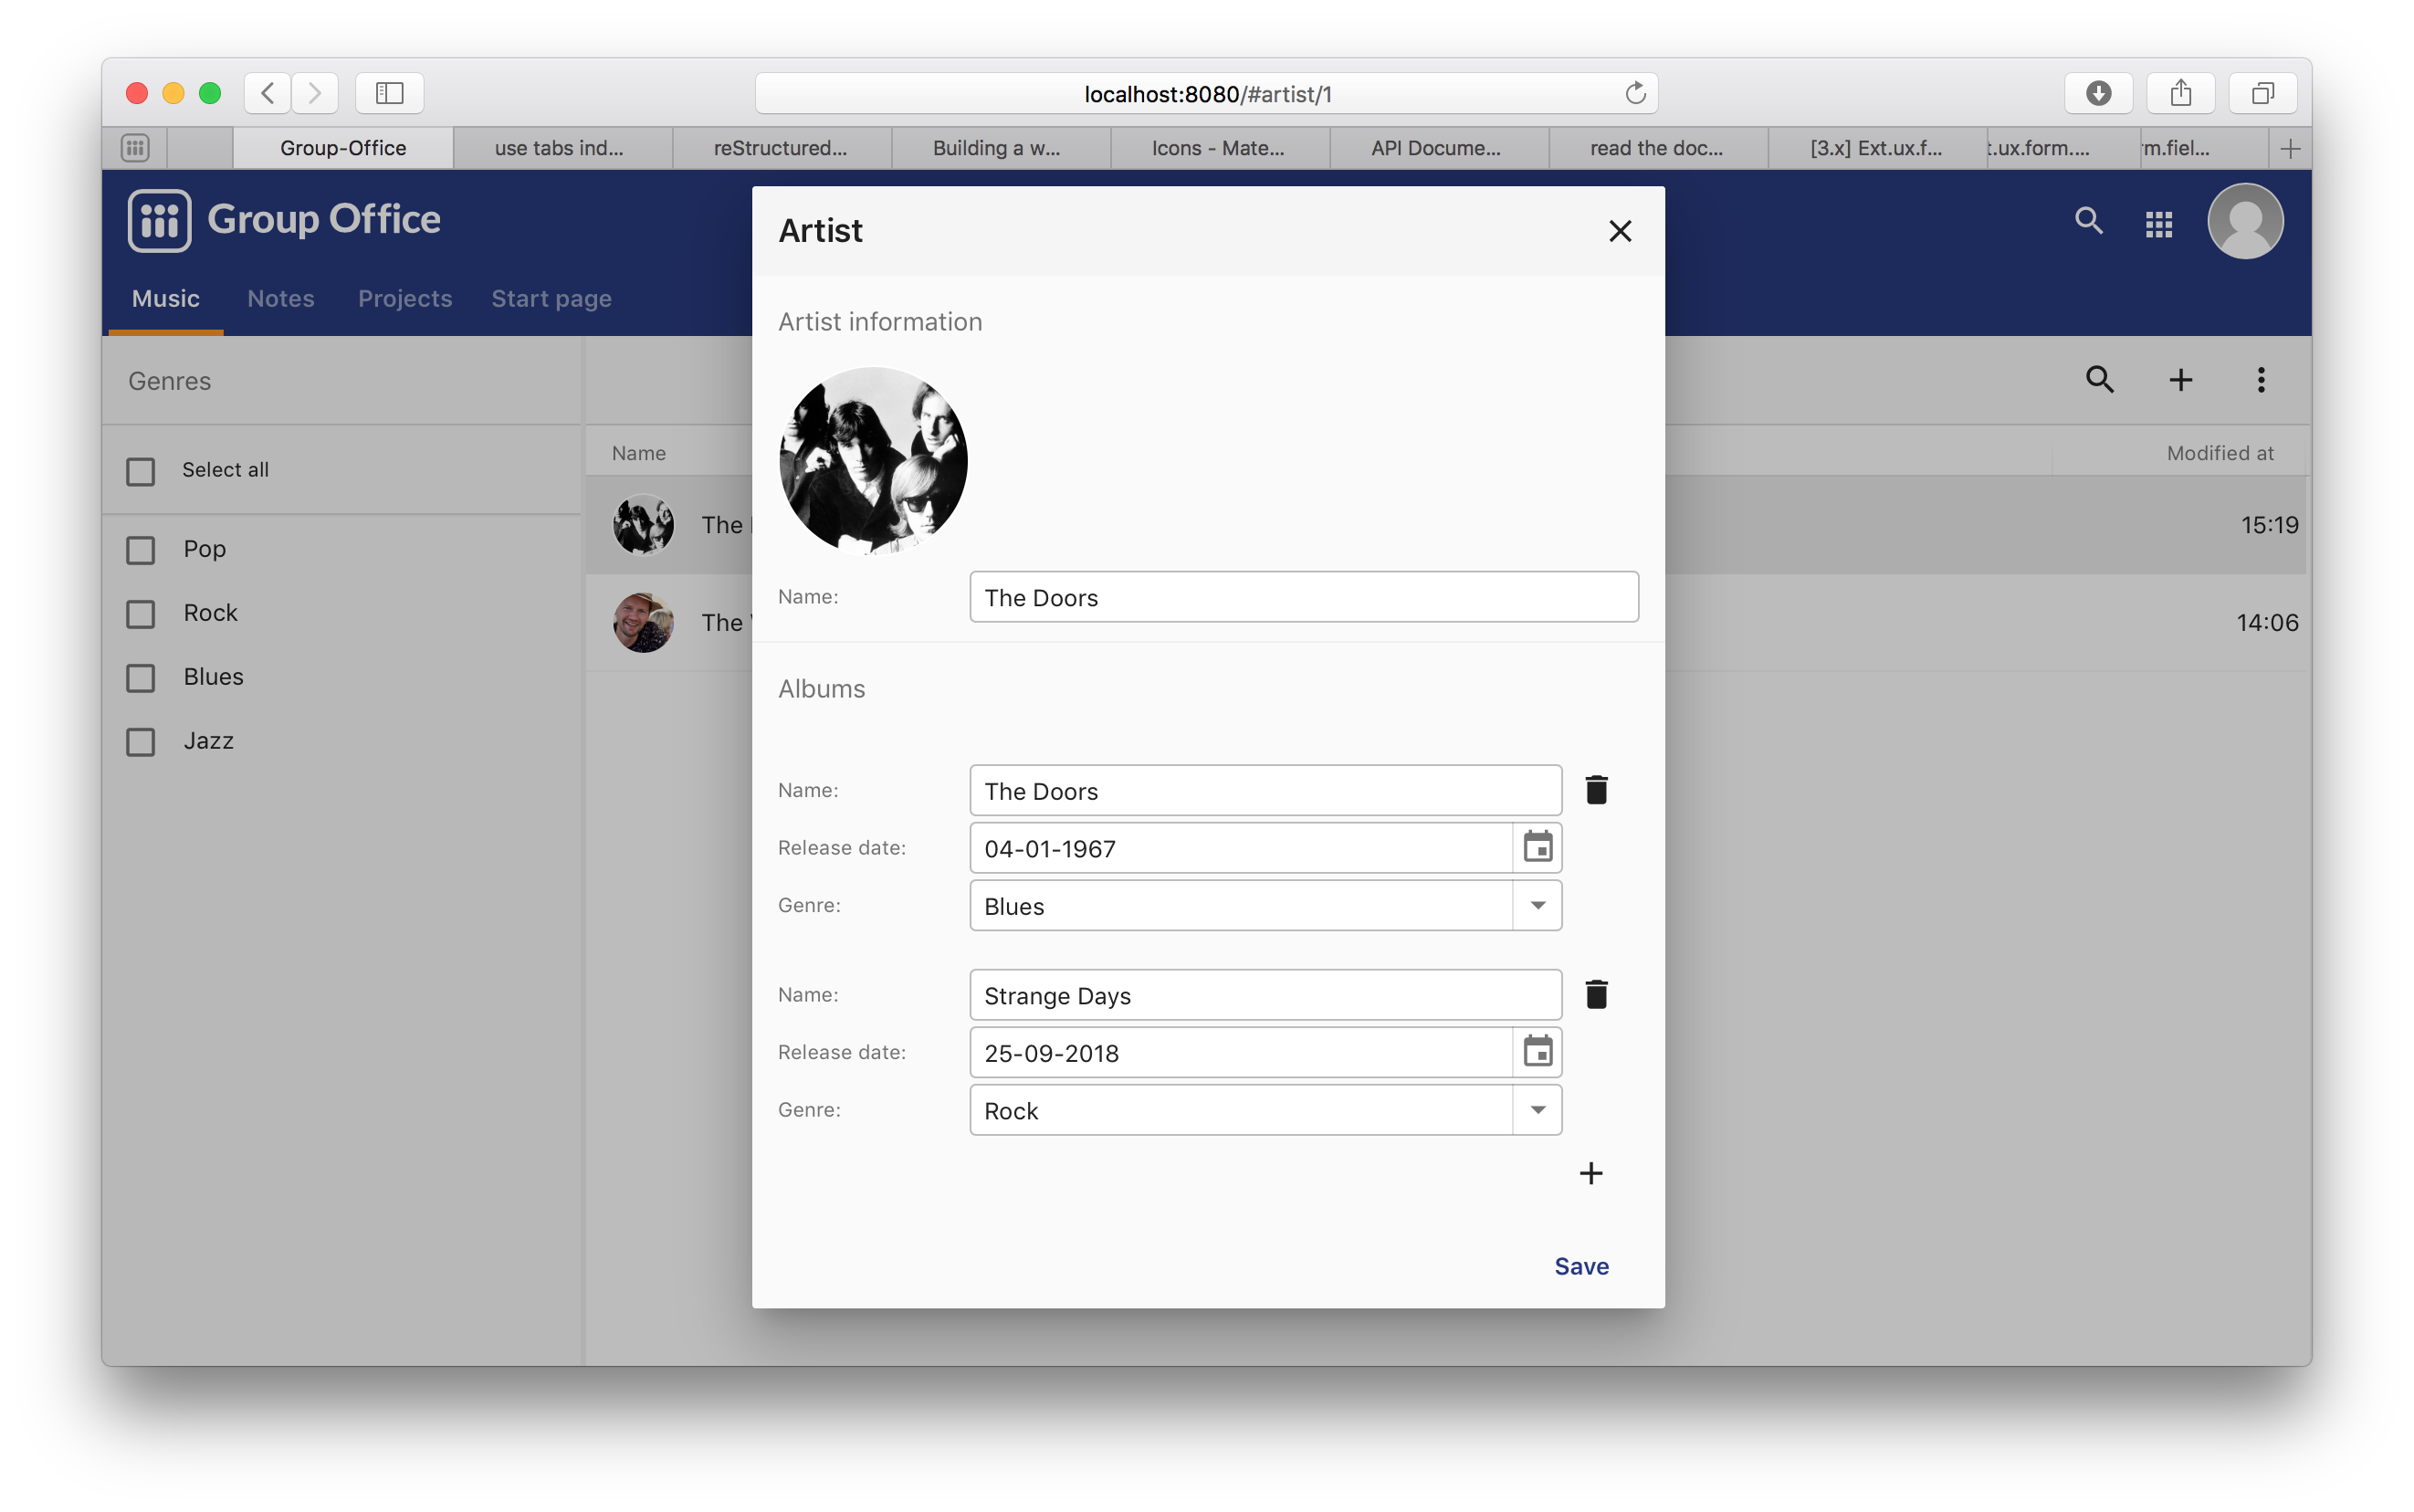 localhost:8080/#artist/1
Group-Office
use tabs ind...
reStructured...
Building a w...
Icons - Mate...
API Docume...
read the doc...
[3.x] Ext.ux.f...
t.ux.form....
m.fiel...
Group Office
Music
Notes
Projects
Start page
Genres
Select all
Pop
Rock
Blues
Jazz
Name
Modified at
The
15:19
The
14:06
Artist
Artist information
Name:
The Doors
Albums
Name:
The Doors
Release date:
04-01-1967
Genre:
Blues
Name:
Strange Days
Release date:
25-09-2018
Genre:
Rock
Save